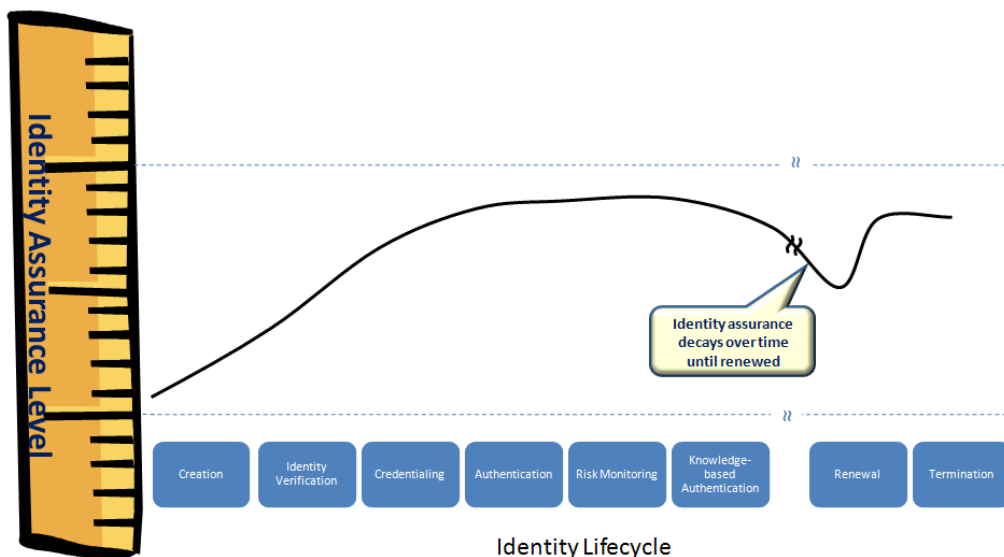 Identity Assurance Level
Identity assurance
decays over time
until renewed
Creation
Identity
Verification
Credentialing
Authentication
Risk Monitoring
Knowledge-
based
Authentication
Renewal
Termination
Identity Lifecycle